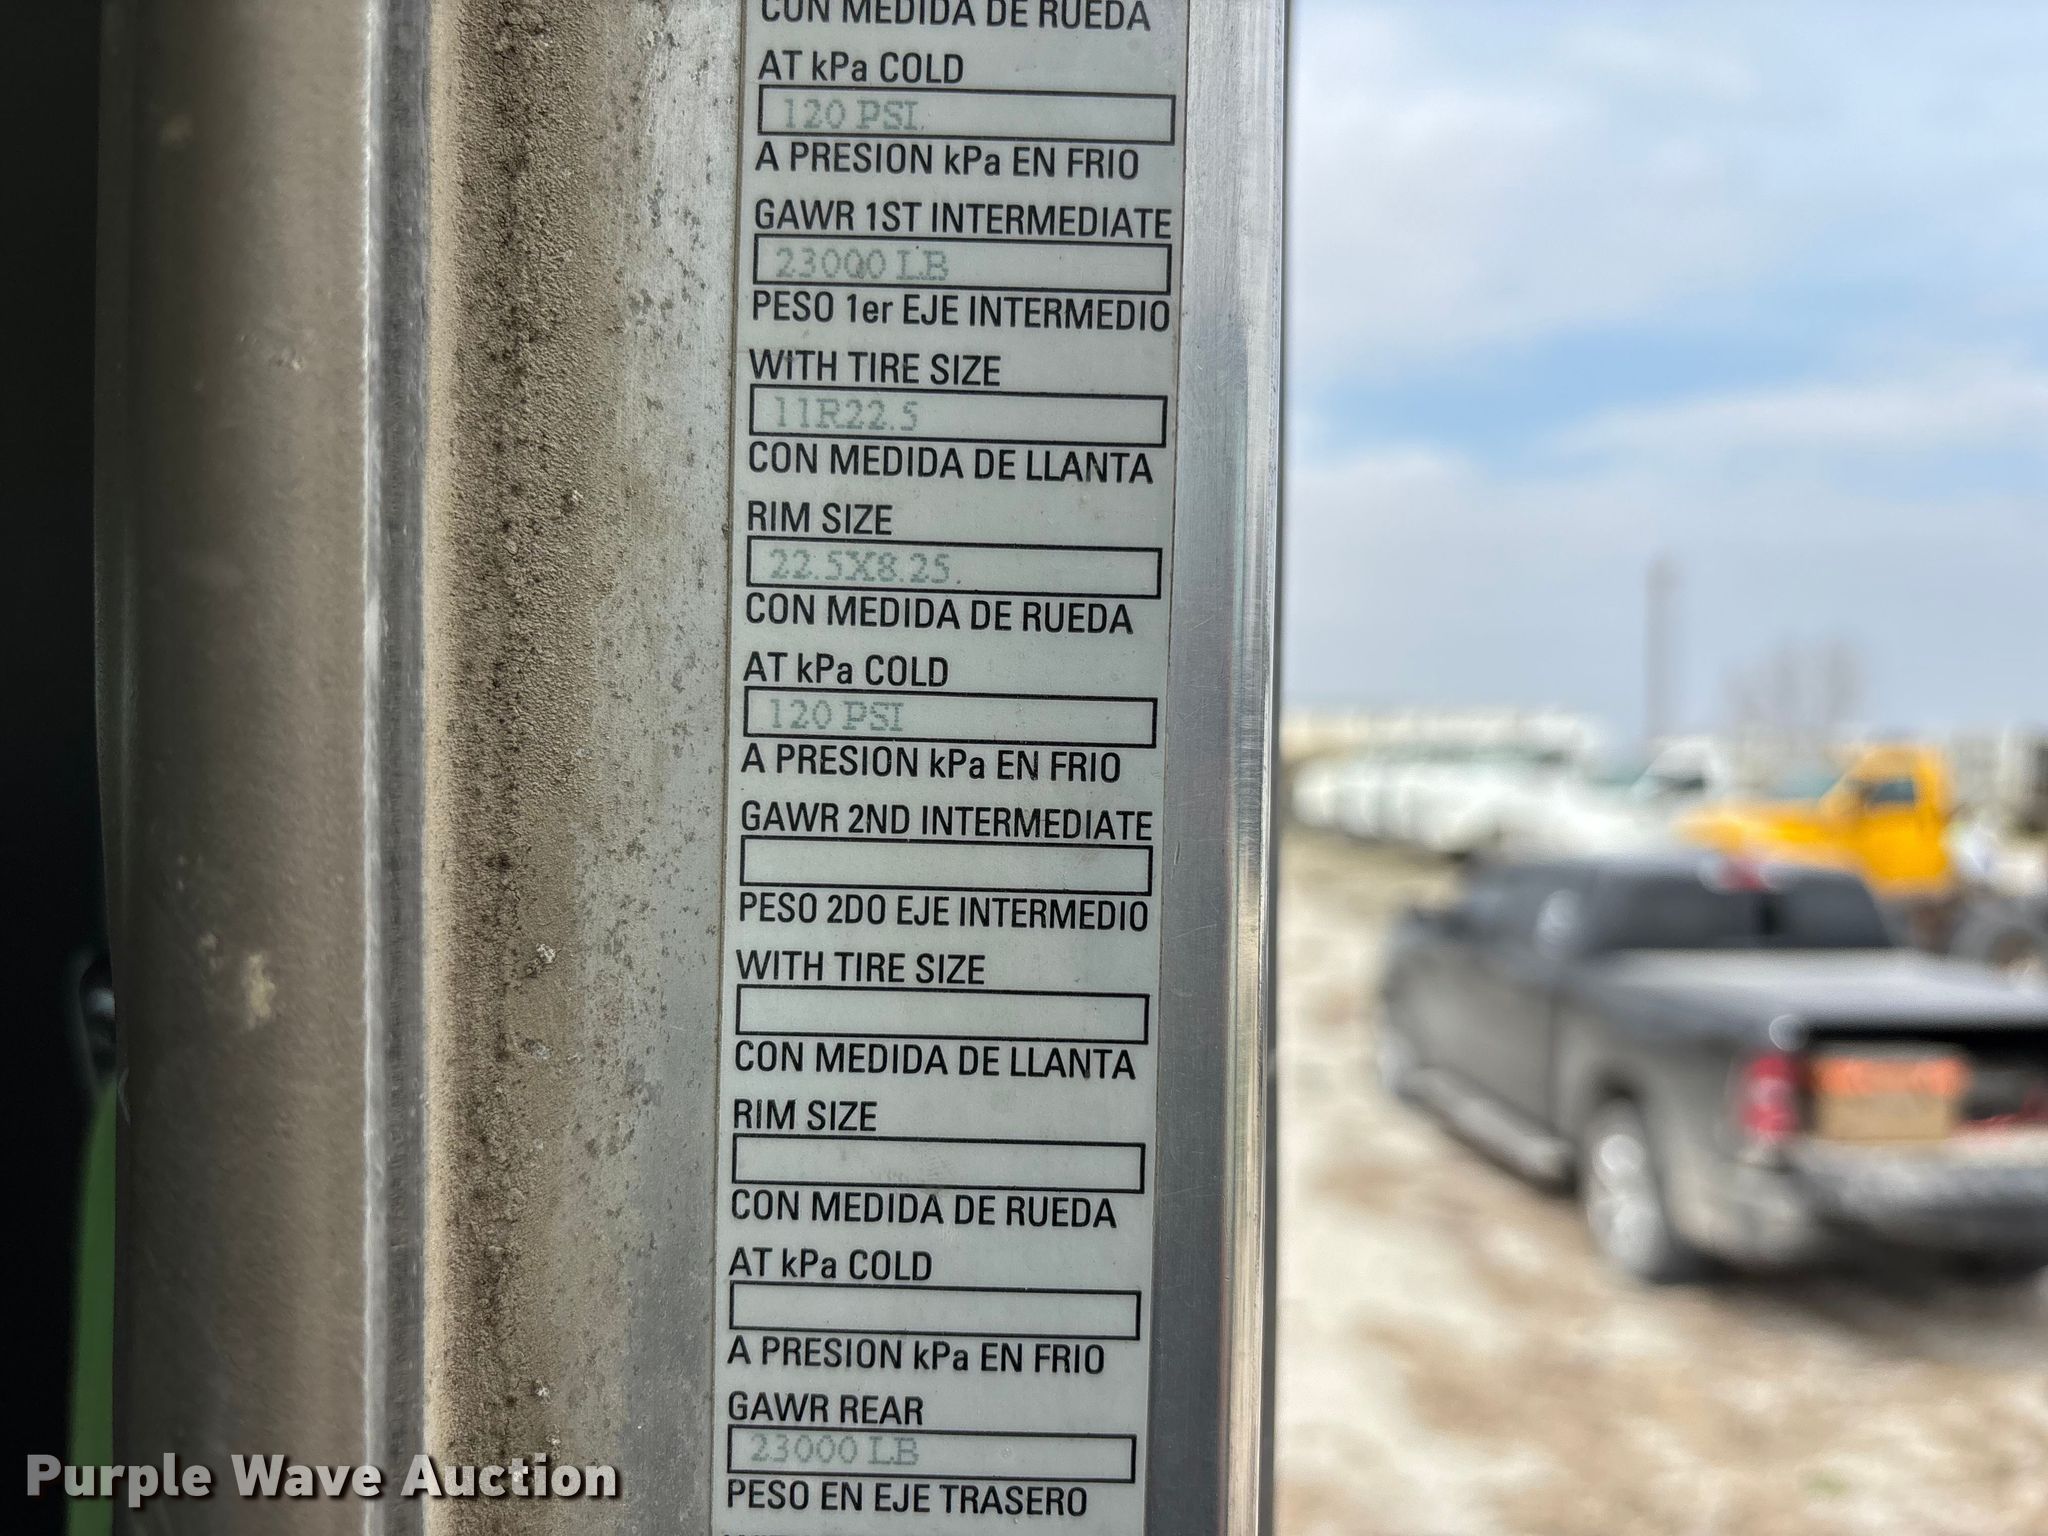 CON MEDIDA DE RUEDA
AT kPa COLD
120 PSI.
A PRESION kPa EN FRIO
GAWR 1ST INTERMEDIATE
23000 LB
PESO 1er EJE INTERMEDIO
WITH TIRE SIZE
11R22.5
CON MEDIDA DE LLANTA
RIM SIZE
22.5X8.25.
CON MEDIDA DE RUEDA
AT kPa COLD
120 PSI
A PRESION kPa EN FRIO
GAWR 2ND INTERMEDIATE
PESO 2DO EJE INTERMEDIO
WITH TIRE SIZE
CON MEDIDA DE LLANTA
RIM SIZE
CON MEDIDA DE RUEDA
AT kPa COLD
A PRESION kPa EN FRIO
GAWR REAR
23000 LB
PESO EN EJE TRASERO
Purple Wave Auction